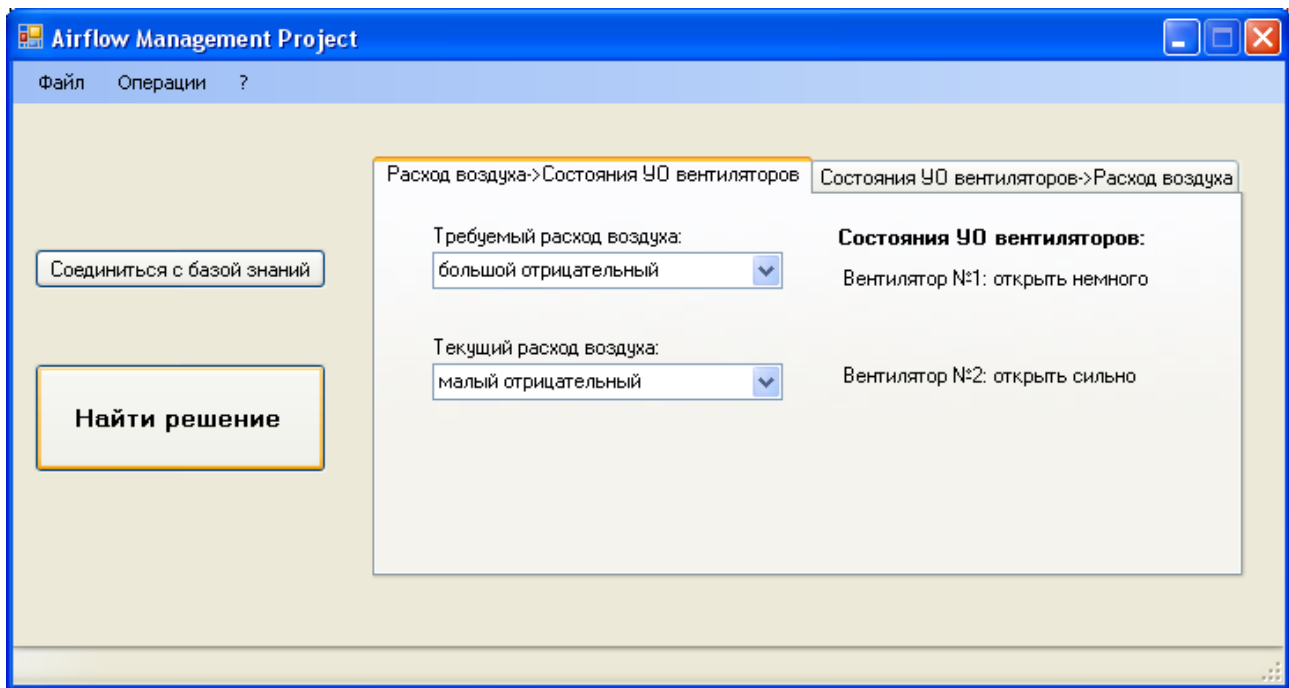 Airflow Management Project
Файл Операции ?
Расход воздуха->Состояния УО вентиляторов
Состояния УО вентиляторов->Расход воздуха
Соединиться с базой знаний
Найти решение
Требуемый расход воздуха:
большой отрицательный
Текущий расход воздуха:
малый отрицательный
Состояния УО вентиляторов:
Вентилятор №1: открыть немного
Вентилятор №2: открыть сильно